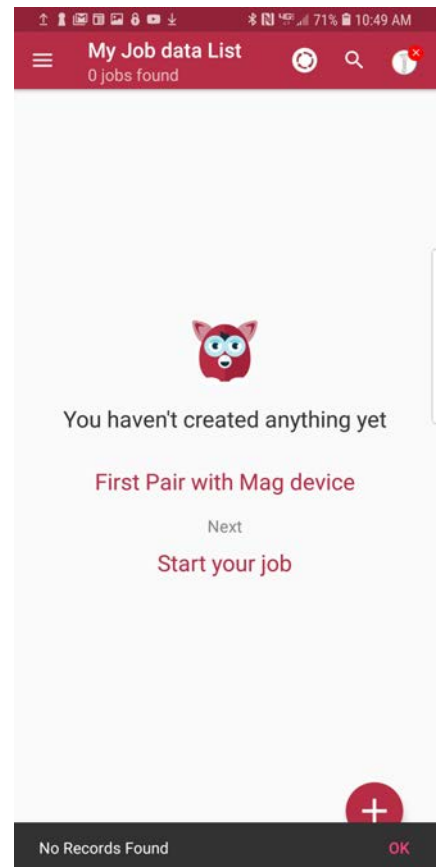 71% 10:49 AM
My Job data List
0 jobs found
You haven't created anything yet
First Pair with Mag device
Next
Start your job
No Records Found OK